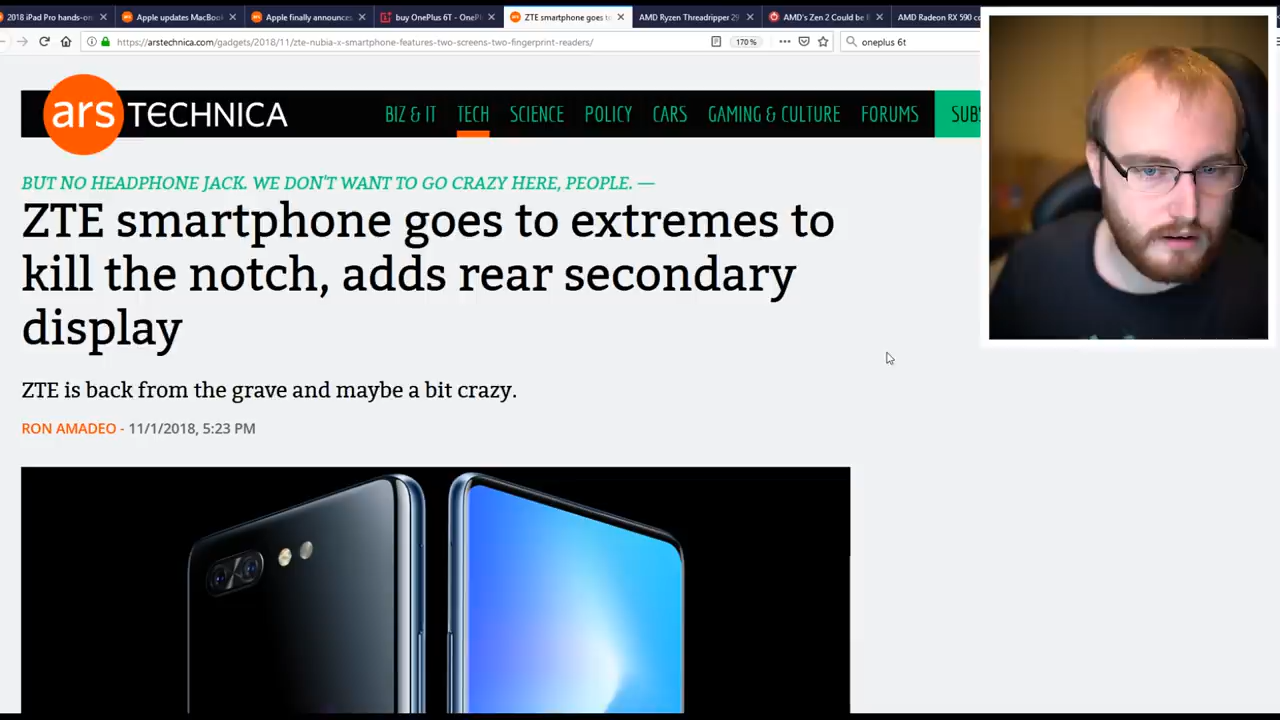 2018 iPad Pro hands-on
Apple updates MacBoo
Apple finally announces
buy OnePlus 6T - OnePl
ZTE smartphone goes to
AMD Ryzen Threadripper 29
AMD's Zen 2 Could be
AMD Radeon RX 590 co
https://arstechnica.com/gadgets/2018/11/zte-nubia-x-smartphone-features-two-screens-two-fingerprint-readers/
170%
oneplus 6t
ars TECHNICA
BIZ & IT
TECH
SCIENCE
POLICY
CARS
GAMING & CULTURE
FORUMS
SUBS
BUT NO HEADPHONE JACK. WE DON'T WANT TO GO CRAZY HERE, PEOPLE. —
ZTE smartphone goes to extremes to
kill the notch, adds rear secondary
display
ZTE is back from the grave and maybe a bit crazy.
RON AMADEO - 11/1/2018, 5:23 PM